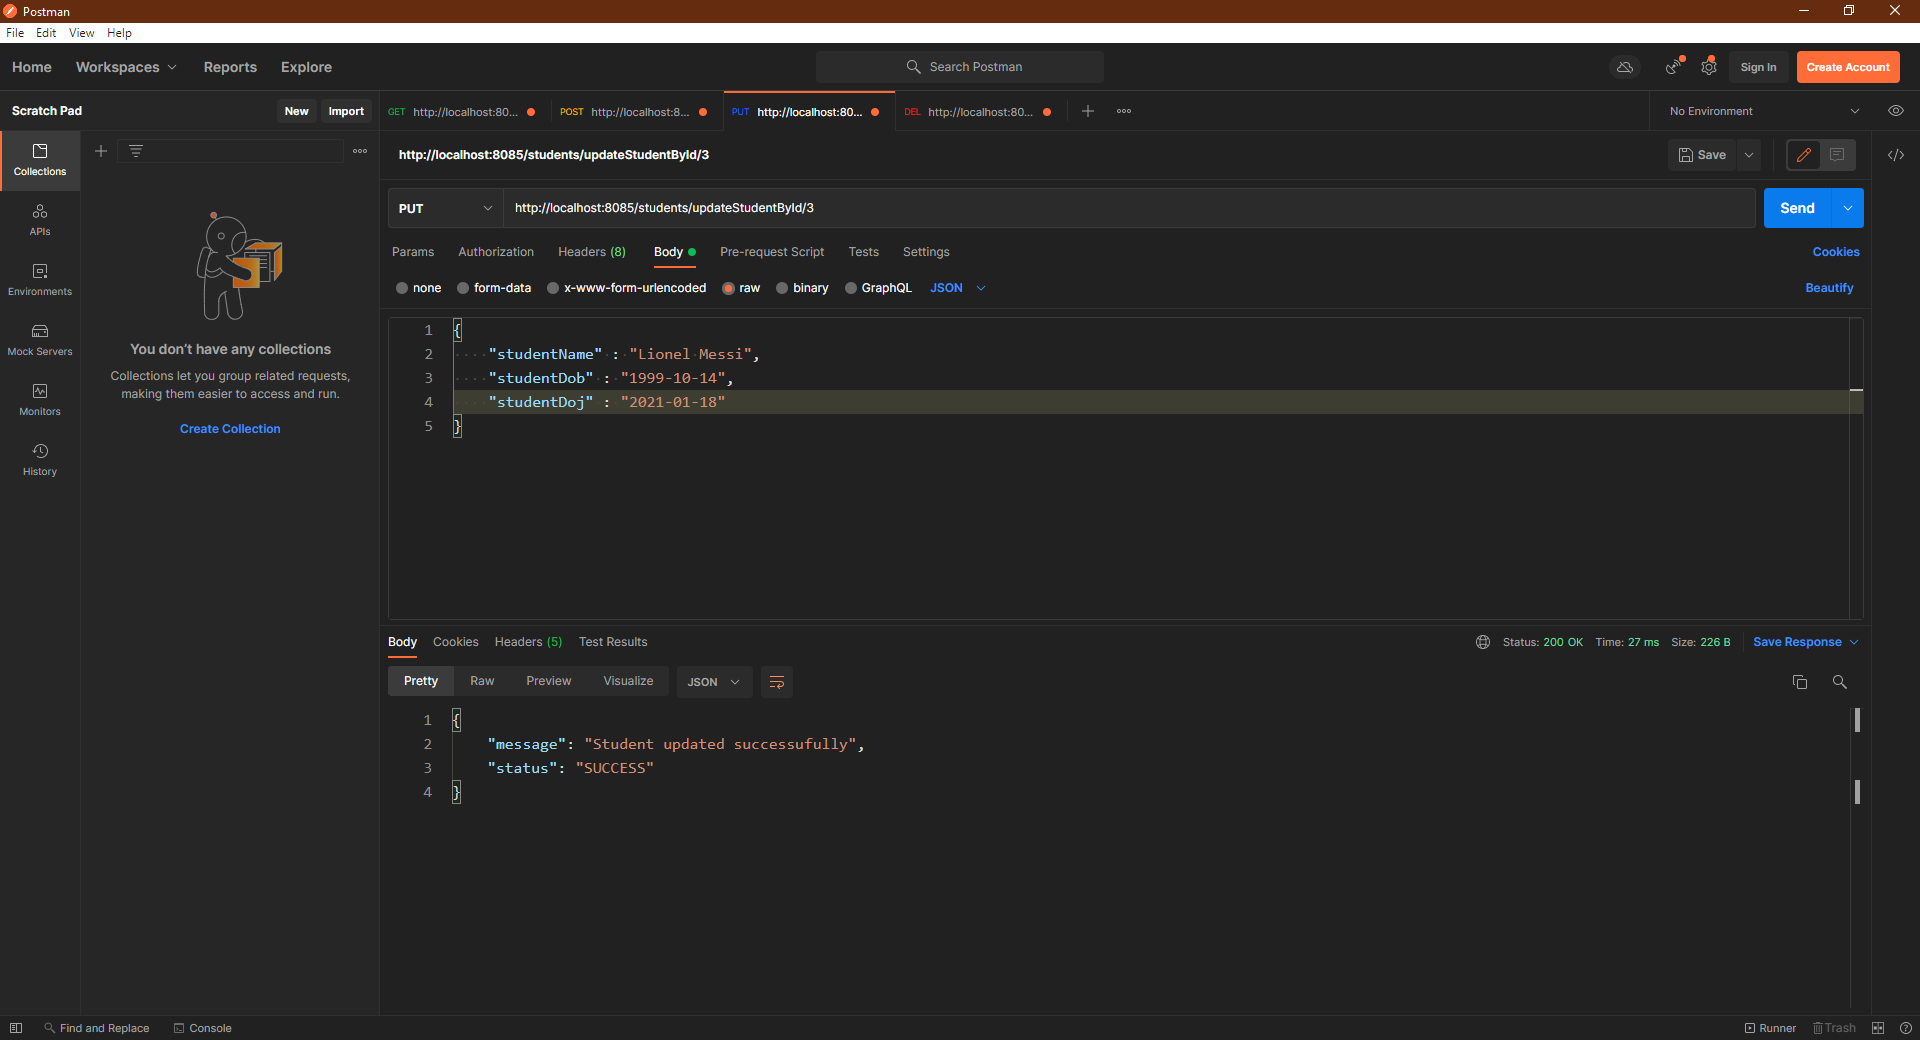 Postman
File Edit View Help
Home Workspaces Reports Explore Search Postman Sign In Create Account
Scratch Pad New Import GET http://localhost:80... POST http://localhost:8... PUT http://localhost:80... DEL http://localhost:80... No Environment
http://localhost:8085/students/updateStudentById/3 Save
Collections
APIs
Environments
Mock Servers
Monitors
History
You don't have any collections
Collections let you group related requests,
making them easier to access and run.
Create Collection
PUT http://localhost:8085/students/updateStudentById/3 Send
Params Authorization Headers (8) Body Pre-request Script Tests Settings Cookies
none form-data x-www-form-urlencoded raw binary GraphQL JSON Beautify
1 {
2 "studentName" : "Lionel Messi",
3 "studentDob" : "1999-10-14",
4 "studentDoj" : "2021-01-18"
5 }
Body Cookies Headers (5) Test Results Status: 200 OK Time: 27 ms Size: 226 B Save Response
Pretty Raw Preview Visualize JSON
1 {
2 "message": "Student updated successufully",
3 "status": "SUCCESS"
4 }
Find and Replace Console Runner Trash